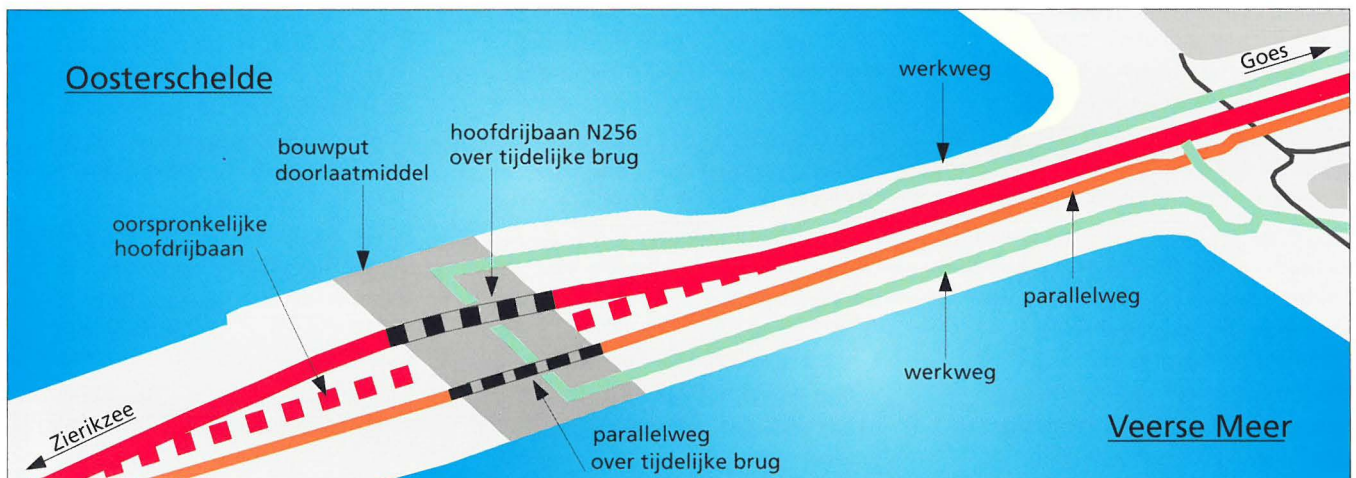 Oosterschelde
werkweg
Goes
hoofdrijbaan N256
over tijdelijke brug
bouwput
doorlaatmiddel
oorspronkelijke
hoofdrijbaan
parallelweg
werkweg
Zierikzee
Veerse Meer
parallelweg
over tijdelijke brug